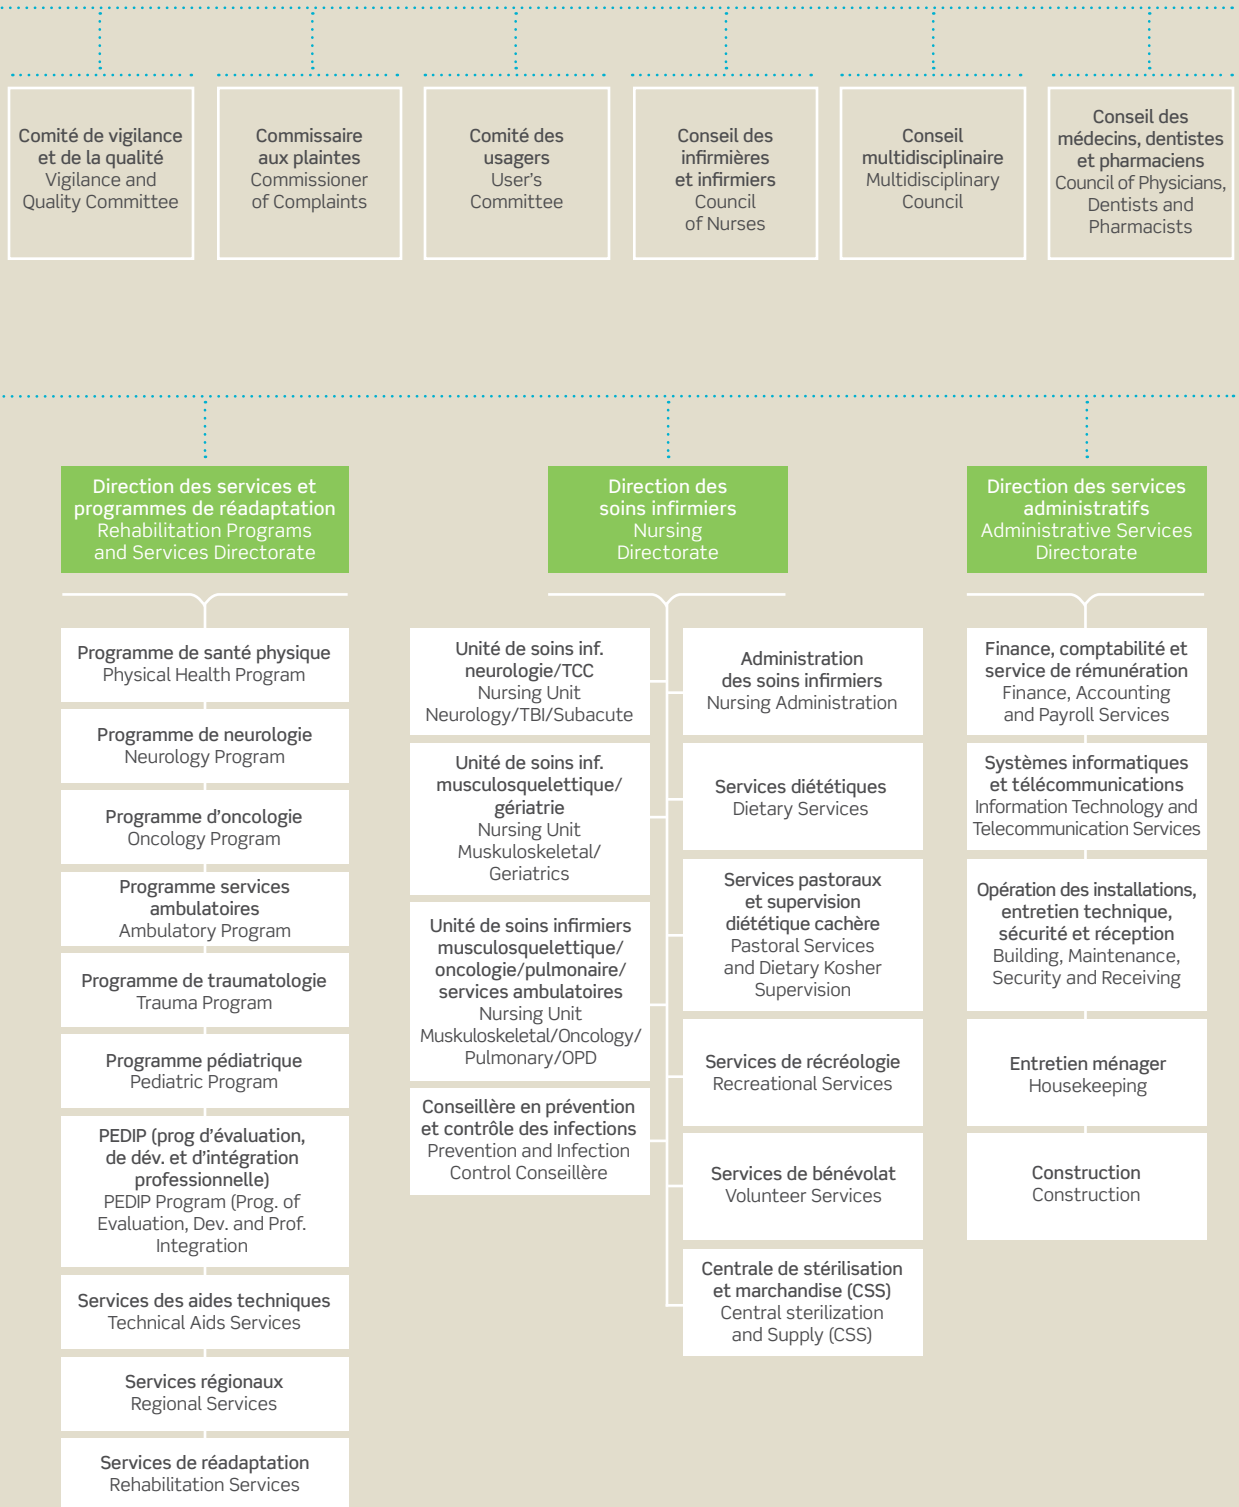 Comité de vigilance
et de la qualité
Vigilance and
Quality Committee
Commissaire
aux plaintes
Commissioner
of Complaints
Comité des
usagers
User's
Committee
Conseil des
infirmières
et infirmiers
Council
of Nurses
Conseil
multidisciplinaire
Multidisciplinary
Council
Conseil des
médecins, dentistes
et pharmaciens
Council of Physicians,
Dentists and
Pharmacists
Direction des services et
programmes de réadaptation
Rehabilitation Programs
and Services Directorate
Programme de santé physique
Physical Health Program
Programme de neurologie
Neurology Program
Programme d'oncologie
Oncology Program
Programme services
ambulatoires
Ambulatory Program
Programme de traumatologie
Trauma Program
Programme pédiatrique
Pediatric Program
PEDIP (prog d'évaluation,
de dév. et d'intégration
professionnelle)
PEDIP Program (Prog. of
Evaluation, Dev. and Prof.
Integration
Services des aides techniques
Technical Aids Services
Services régionaux
Regional Services
Services de réadaptation
Rehabilitation Services
Direction des
soins infirmiers
Nursing
Directorate
Unité de soins inf.
neurologie/TCC
Nursing Unit
Neurology/TBI/Subacute
Unité de soins inf.
musculosquelettique/
gériatrie
Nursing Unit
Muskuloskeletal/
Geriatrics
Unité de soins infirmiers
musculosquelettique/
oncologie/pulmonaire/
services ambulatoires
Nursing Unit
Muskuloskeletal/Oncology/
Pulmonary/OPD
Conseillère en prévention
et contrôle des infections
Prevention and Infection
Control Conseillère
Administration
des soins infirmiers
Nursing Administration
Services diététiques
Dietary Services
Services pastoraux
et supervision
diététique cachère
Pastoral Services
and Dietary Kosher
Supervision
Services de récréologie
Recreational Services
Services de bénévolat
Volunteer Services
Centrale de stérilisation
et marchandise (CSS)
Central sterilization
and Supply (CSS)
Direction des services
administratifs
Administrative Services
Directorate
Finance, comptabilité et
service de rémunération
Finance, Accounting
and Payroll Services
Systèmes informatiques
et télécommunications
Information Technology and
Telecommunication Services
Opération des installations,
entretien technique,
sécurité et réception
Building, Maintenance,
Security and Receiving
Entretien ménager
Housekeeping
Construction
Construction